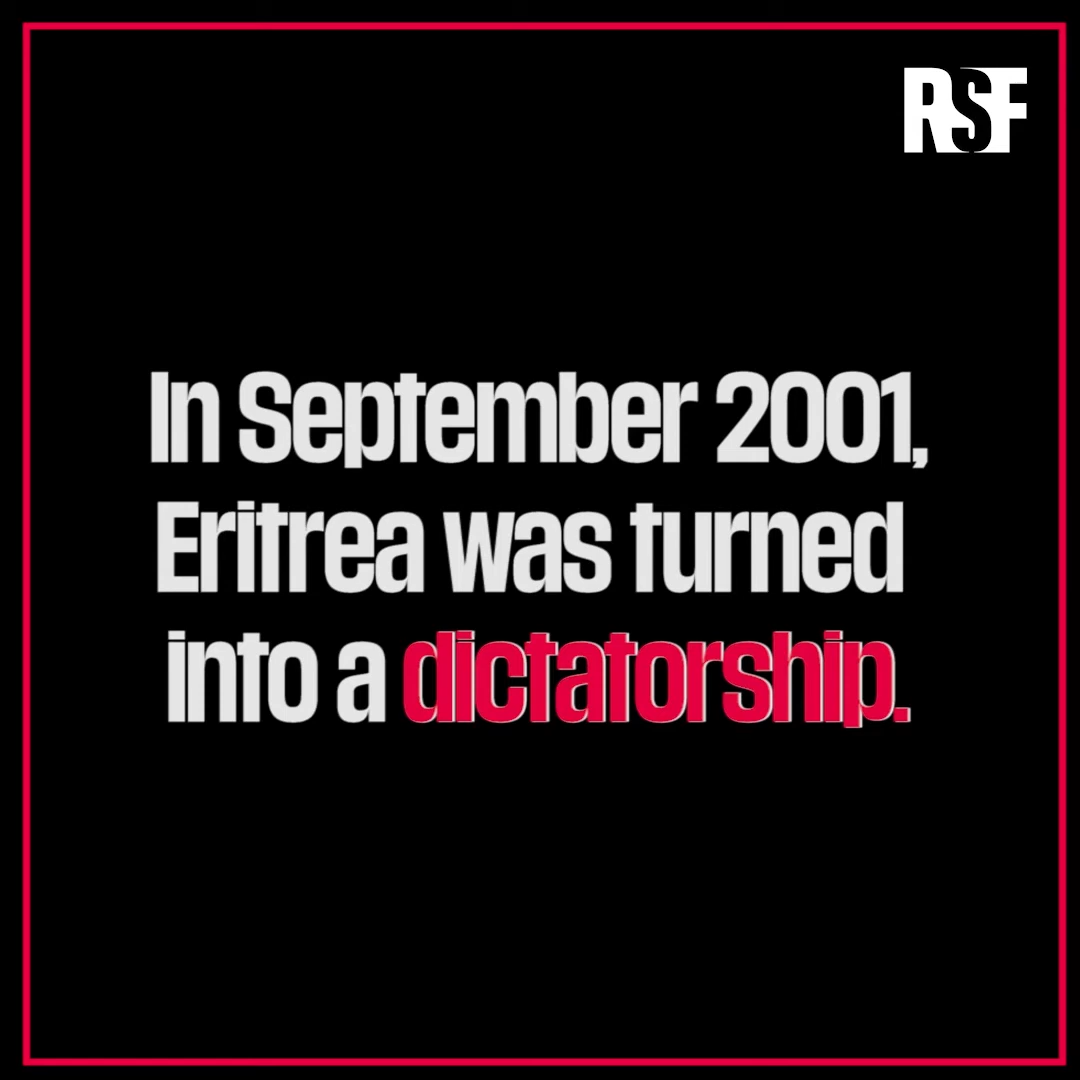 RSF
In September 2001,
Eritrea was turned
into a dictatorship.